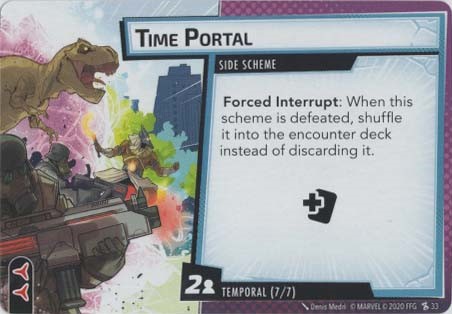 TIME PORTAL
SIDE SCHEME
Forced Interrupt: When this
scheme is defeated, shuffle
it into the encounter deck
instead of discarding it.
2
TEMPORAL (7/7)
Denis Medri © MARVEL © 2020 FFG 33